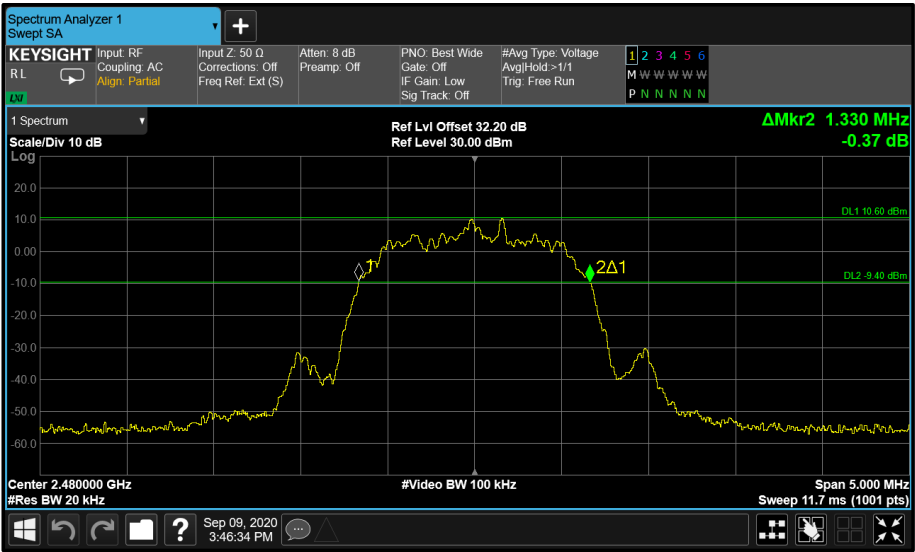 Spectrum Analyzer 1
Swept SA
+
KEYSIGHT
RL
LXI
Input: RF
Coupling: AC
Align: Partial
Input Z: 50 Ω
Corrections: Off
Freq Ref: Ext (S)
Atten: 8 dB
Preamp: Off
PNO: Best Wide
Gate: Off
IF Gain: Low
Sig Track: Off
#Avg Type: Voltage
Avg|Hold:>1/1
Trig: Free Run
1 2 3 4 5 6
M W W W W W
P N N N N N
1 Spectrum
Scale/Div 10 dB
Ref Lvl Offset 32.20 dB
Ref Level 30.00 dBm
ΔMkr2 1.330 MHz
-0.37 dB
Log
20.0
10.0
0.00
-10.0
-20.0
-30.0
-40.0
-50.0
-60.0
DL1 10.60 dBm
1
2Δ1
DL2 -9.40 dBm
Center 2.480000 GHz
#Video BW 100 kHz
Span 5.000 MHz
#Res BW 20 kHz
Sweep 11.7 ms (1001 pts)
?
Sep 09, 2020
3:46:34 PM